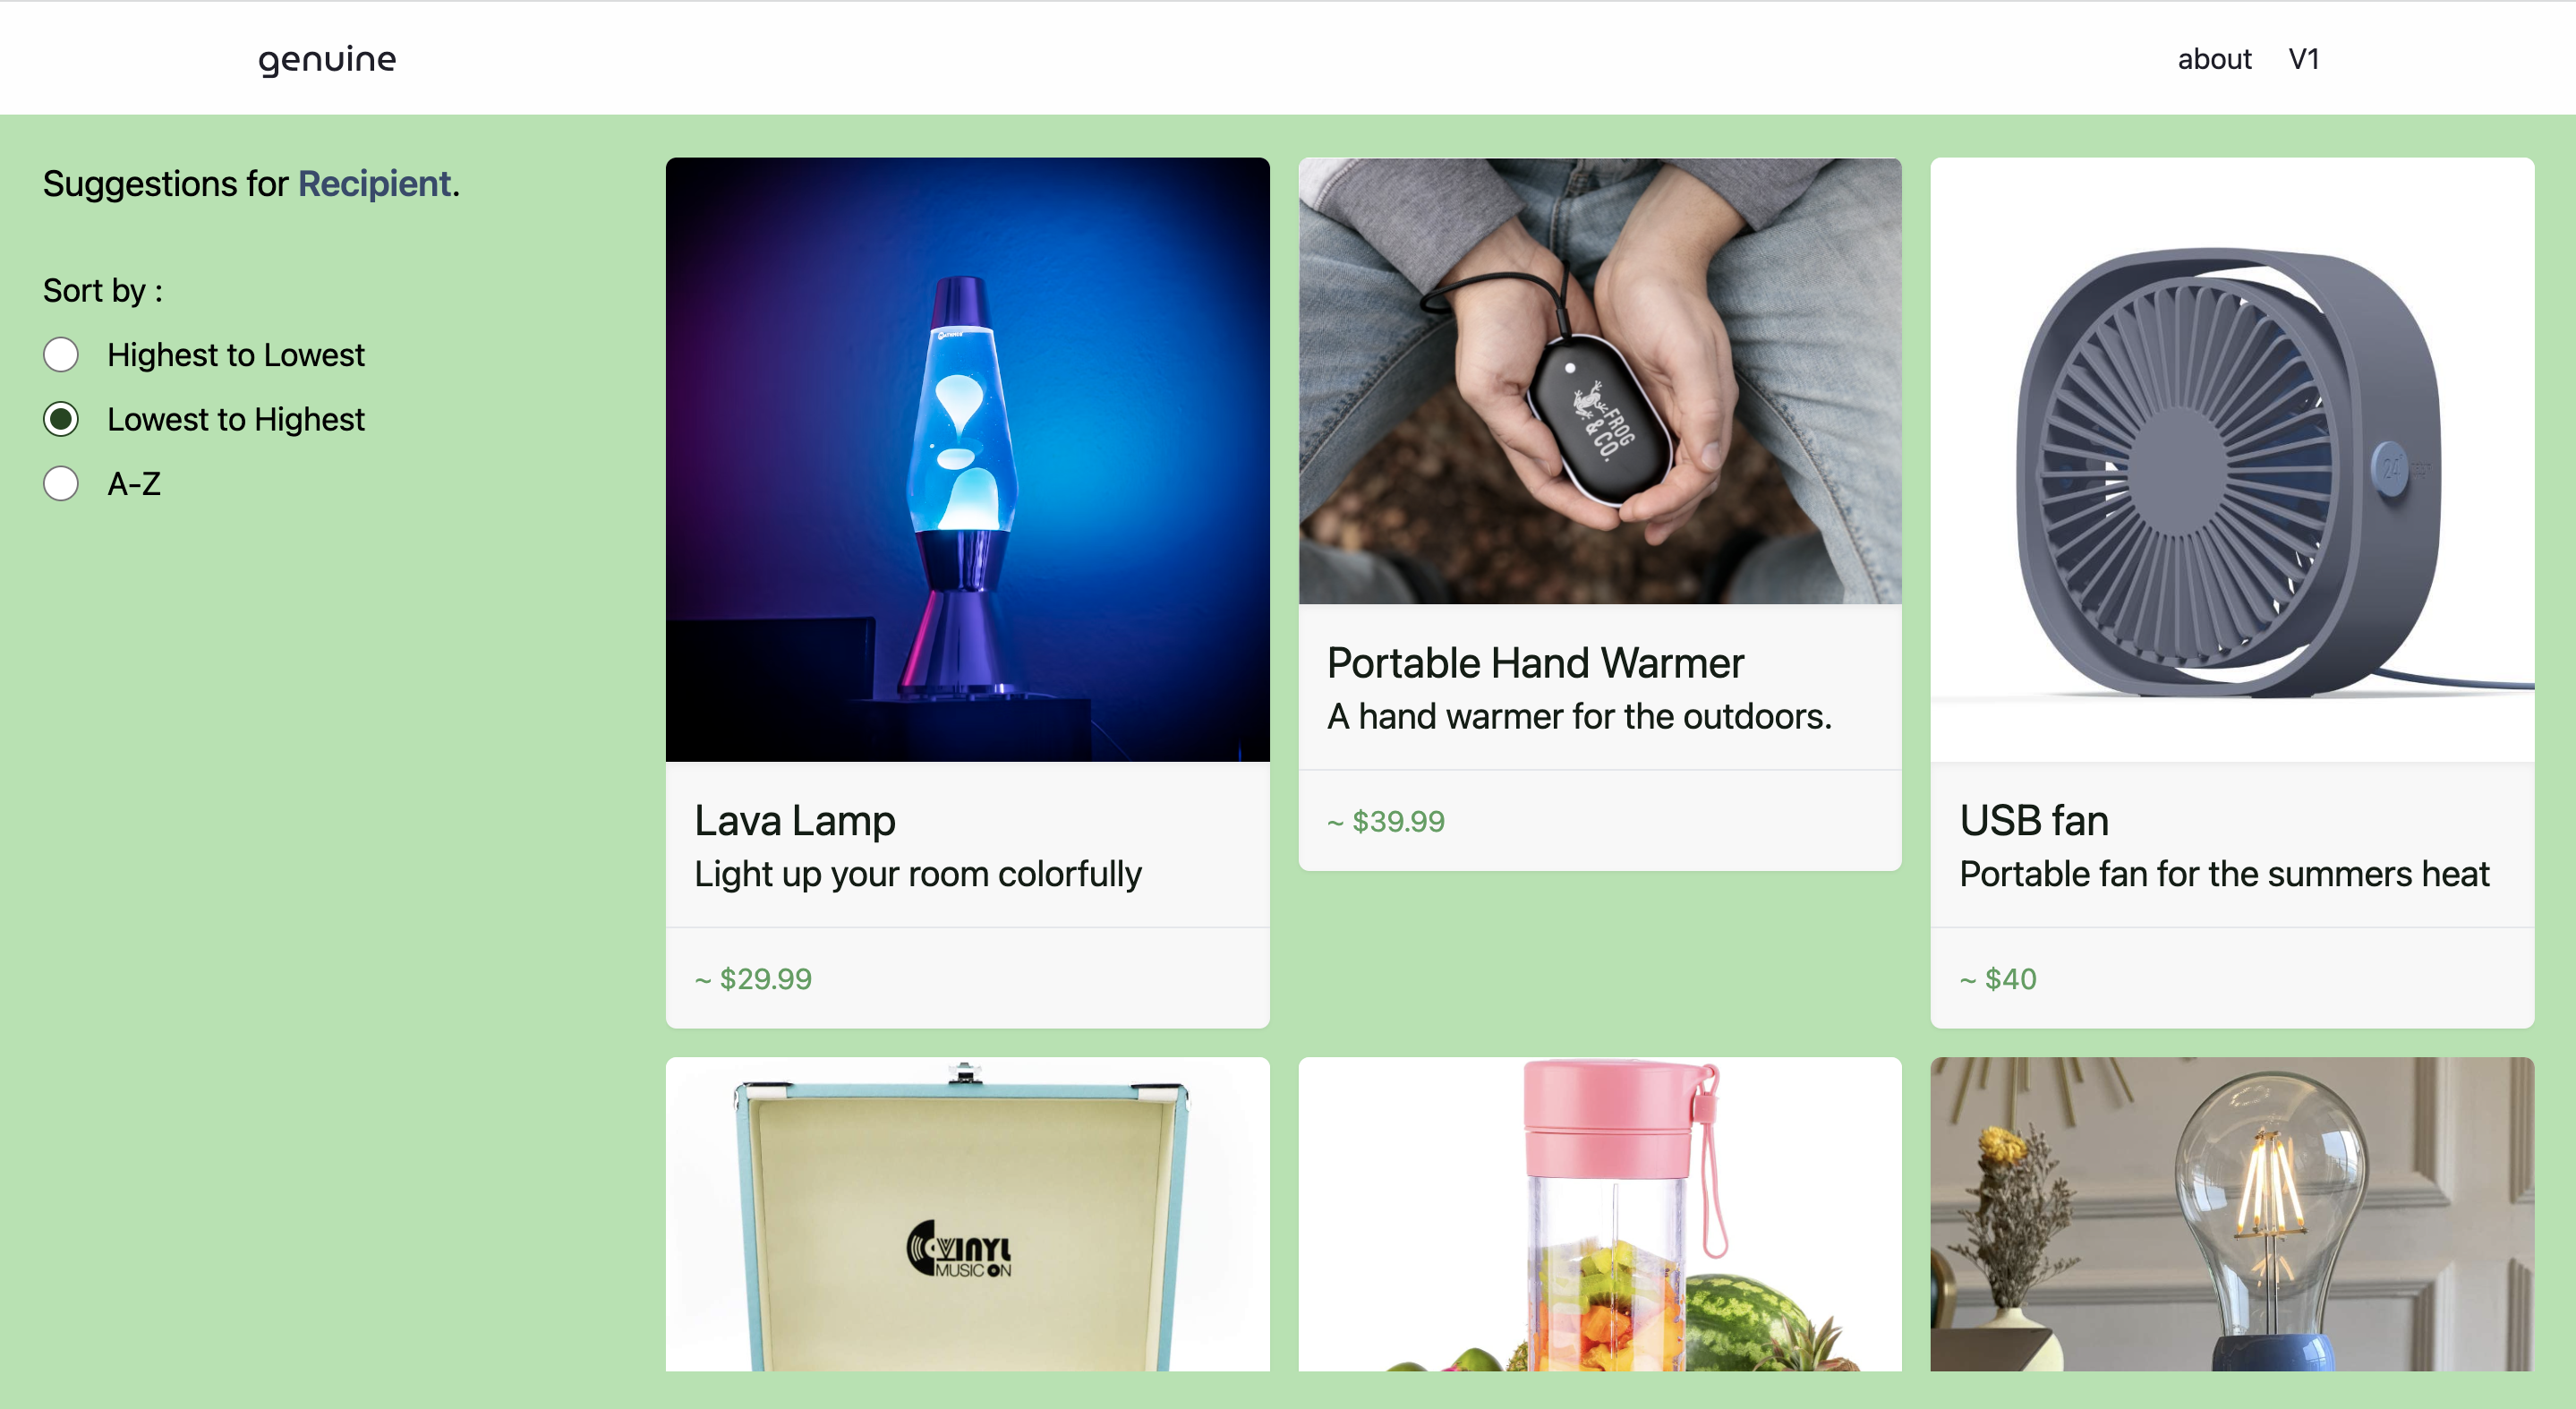 genuine
about V1
Suggestions for Recipient.
Sort by :
Highest to Lowest
Lowest to Highest
A-Z
FROG
& CO.
24°
Lava Lamp
Light up your room colorfully
~ $29.99
Portable Hand Warmer
A hand warmer for the outdoors.
~ $39.99
USB fan
Portable fan for the summers heat
~ $40
VINYL
MUSIC ON